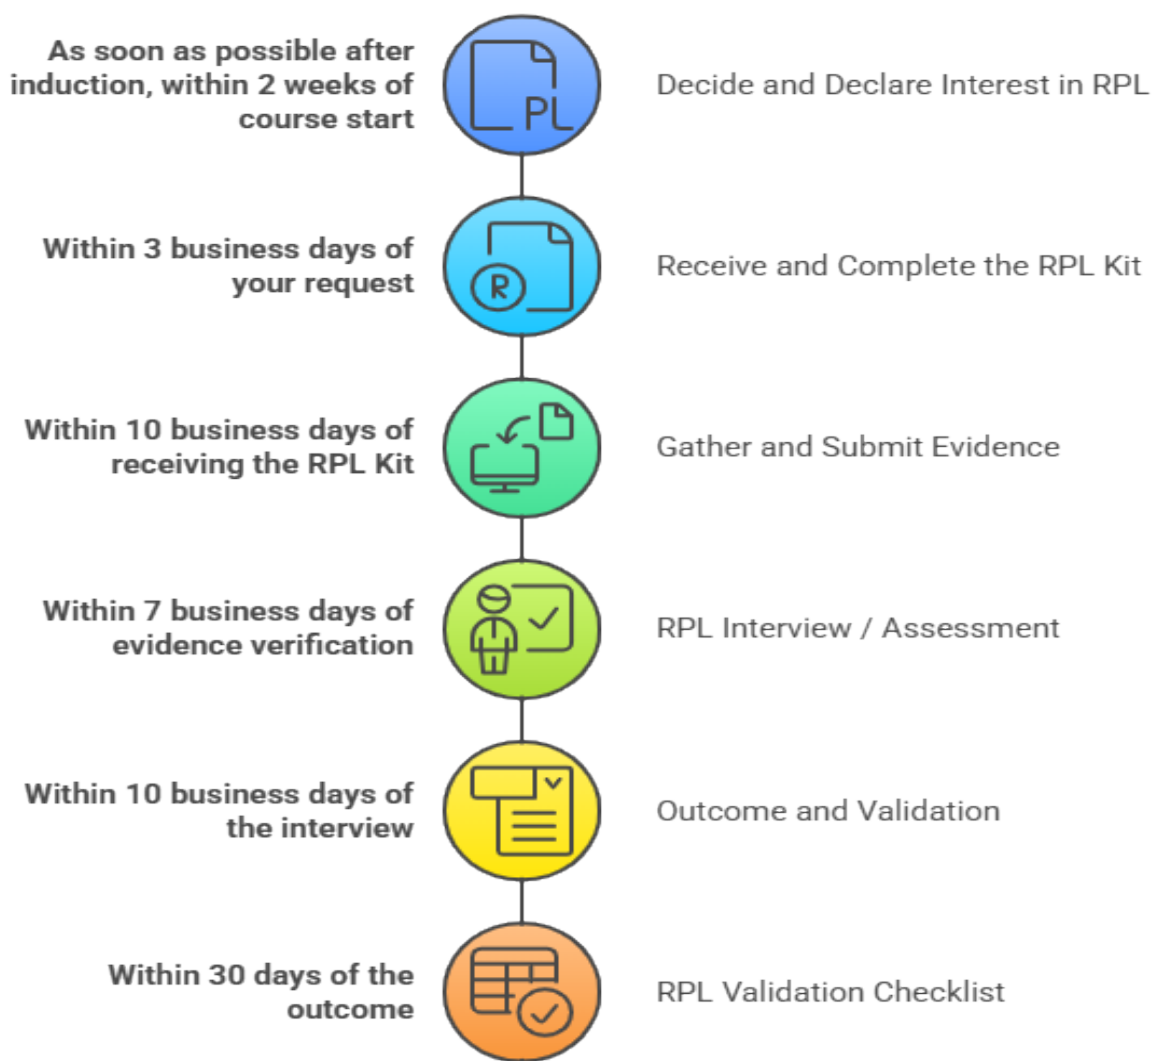 As soon as possible after
induction, within 2 weeks of
course start
Decide and Declare Interest in RPL
PL
Within 3 business days of
your request
Receive and Complete the RPL Kit
R
Within 10 business days of
receiving the RPL Kit
Gather and Submit Evidence
Within 7 business days of
evidence verification
RPL Interview / Assessment
Within 10 business days of
the interview
Outcome and Validation
Within 30 days of the
outcome
RPL Validation Checklist